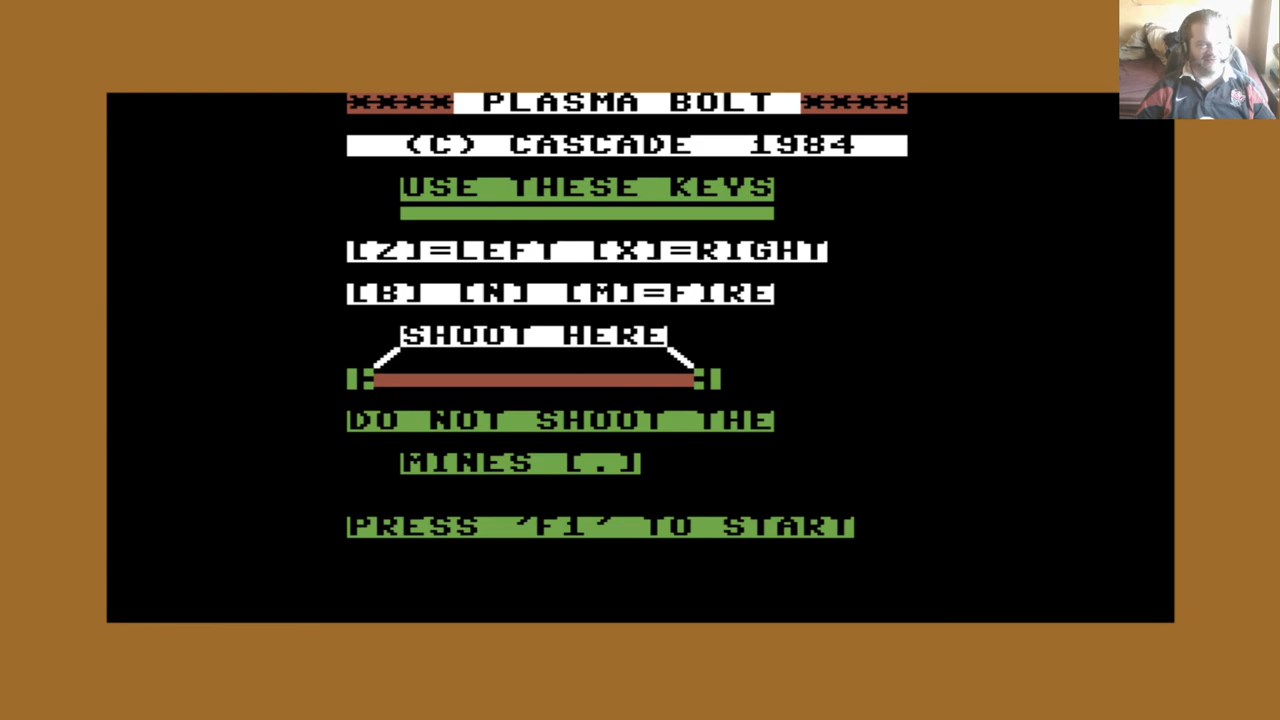 **** PLASMA BOLT ****
(C) CASCADE 1984
USE THESE KEYS
[Z]=LEFT [X]=RIGHT
[B] [N] [M]=FIRE
SHOOT HERE
DO NOT SHOOT THE
MINES [.]
PRESS 'F1' TO START